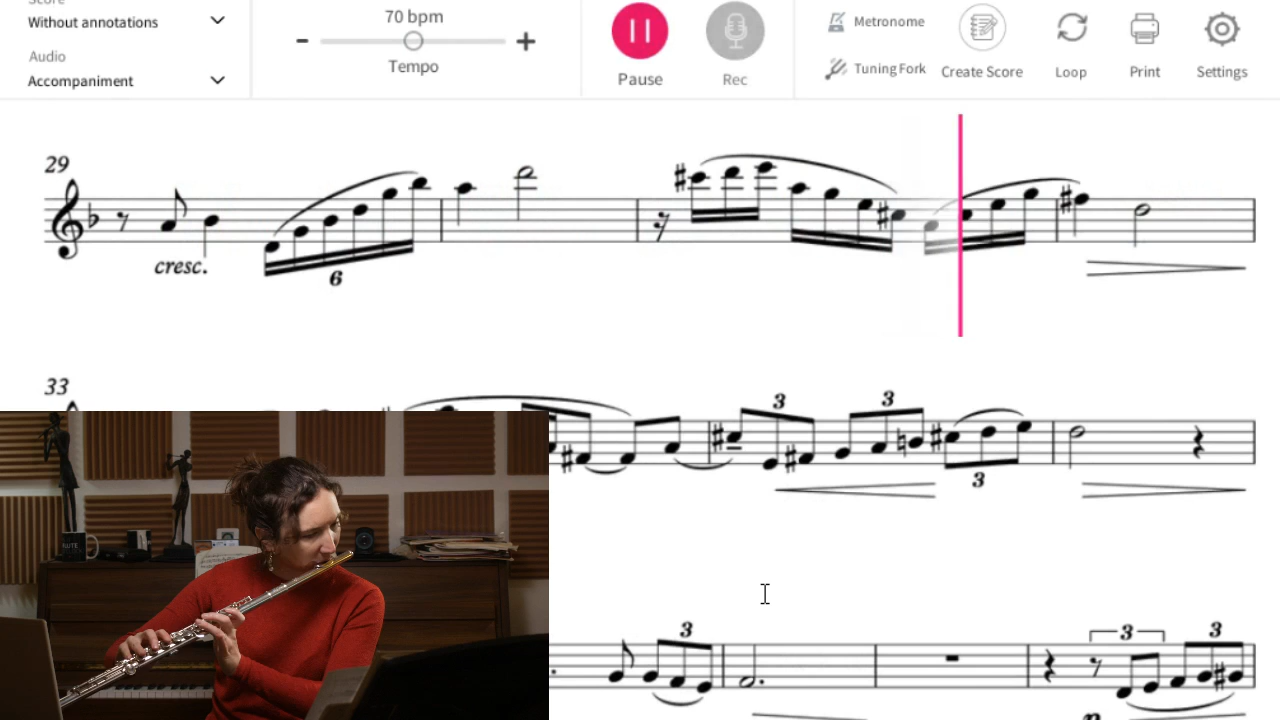 Score
Without annotations
Audio
Accompaniment
70 bpm
- +
Tempo
Pause
Rec
Metronome
Tuning Fork
Create Score
Loop
Print
Settings
29
cresc.
6
33
3
3
3
3
3
3
p